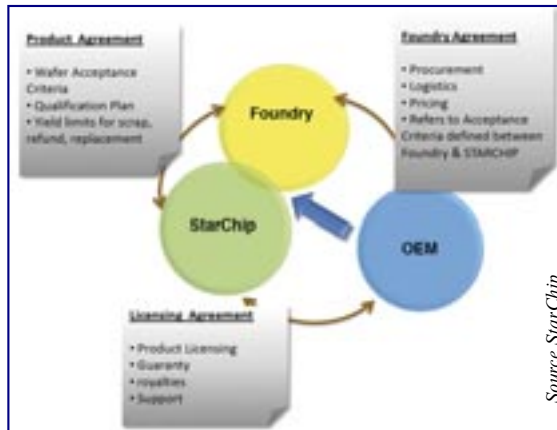 Product Agreement
• Wafer Acceptance
Criteria
• Qualification Plan
• Yield limits for scrap,
refund, replacement
Foundry Agreement
• Procurement
• Logistics
• Pricing
• Refers to Acceptance
Criteria defined between
Foundry & STARCHIP
Foundry
StarChip
OEM
Licensing Agreement
• Product Licensing
• Guaranty
• royalties
• Support
Source StarChip